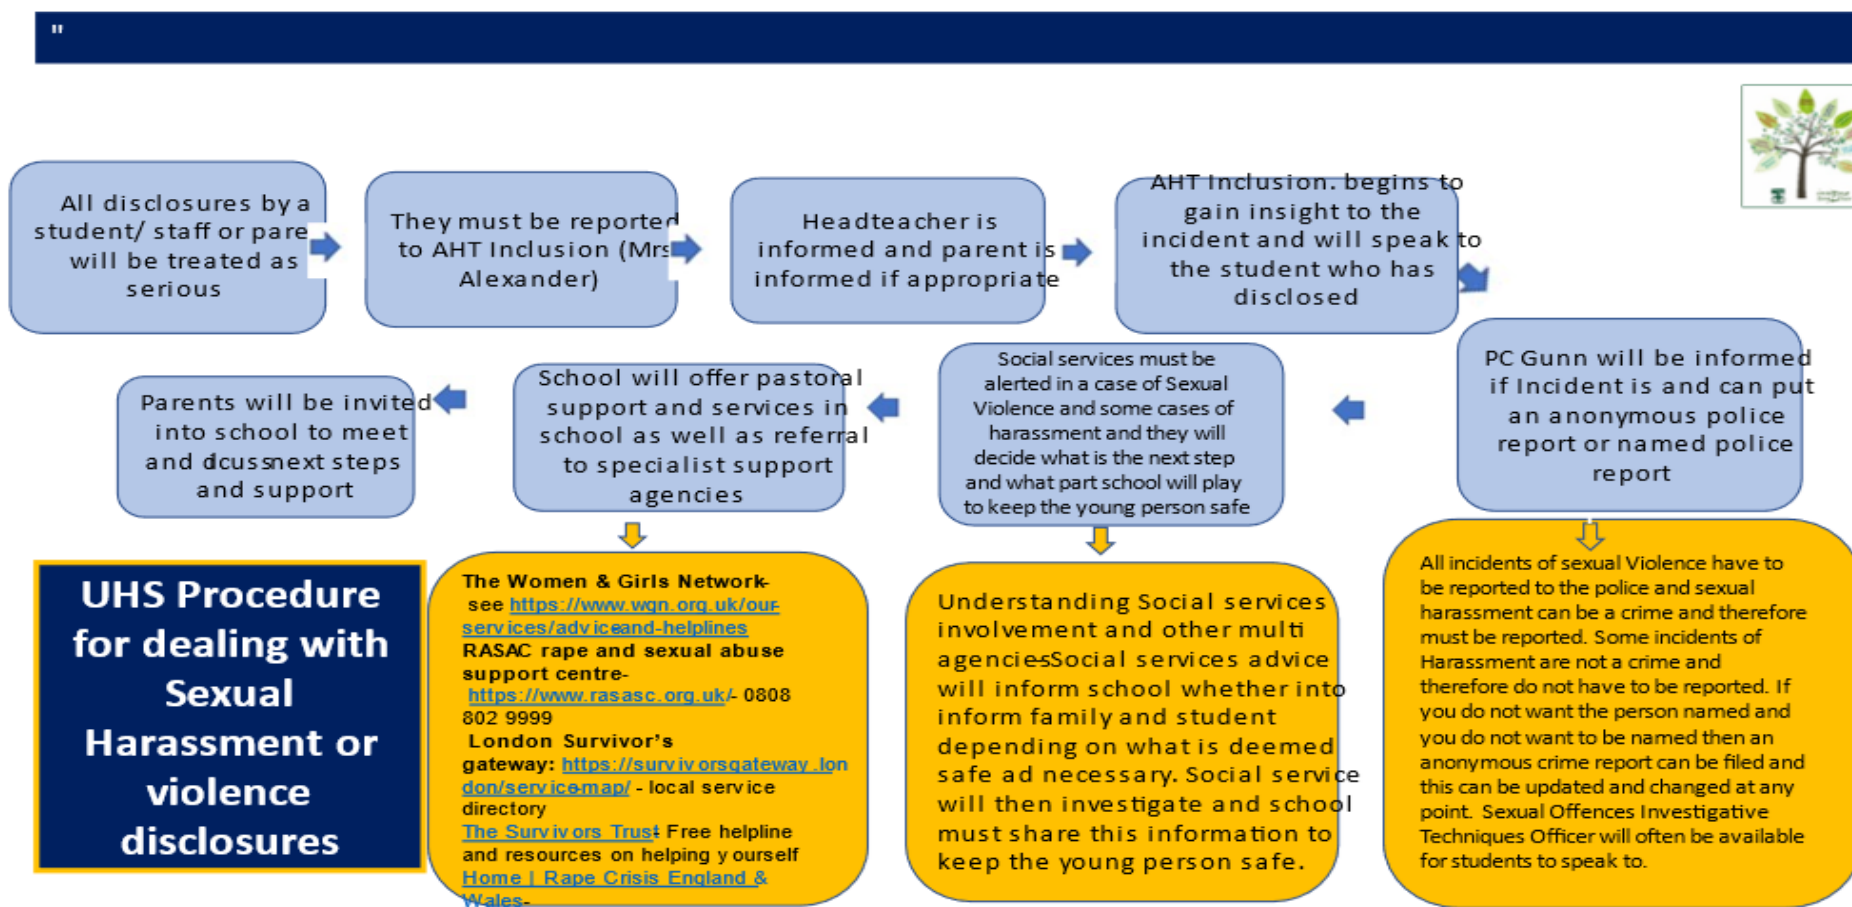 "
All disclosures by a
student/ staff or pare
will be treated as
serious
They must be reported
to AHT Inclusion (Mrs
Alexander)
Headteacher is
informed and parent is
informed if appropriate
AHT Inclusion. begins to
gain insight to the
incident and will speak to
the student who has
disclosed
PC Gunn will be informed
if Incident is and can put
an anonymous police
report or named police
report
Social services must be
alerted in a case of Sexual
Violence and some cases of
harassment and they will
decide what is the next step
and what part school will play
to keep the young person safe
School will offer pastoral
support and services in
school as well as referral
to specialist support
agencies
Parents will be invited
into school to meet
and dcussnext steps
and support
UHS Procedure
for dealing with
Sexual
Harassment or
violence
disclosures
The Women & Girls Network-
see https://www.wgn.org.uk/our-
services/adviceand-helplines
RASAC rape and sexual abuse
support centre-
https://www.rasasc.org.uk/- 0808
802 9999
London Survivor's
gateway: https://survivorsgateway.lon
don/service-map/ - local service
directory
The Survivors Trust- Free helpline
and resources on helping yourself
Home | Rape Crisis England &
Wales-
Understanding Social services
involvement and other multi
agencies-Social services advice
will inform school whether into
inform family and student
depending on what is deemed
safe ad necessary. Social service
will then investigate and school
must share this information to
keep the young person safe.
All incidents of sexual Violence have to
be reported to the police and sexual
harassment can be a crime and therefore
must be reported. Some incidents of
Harassment are not a crime and
therefore do not have to be reported. If
you do not want the person named and
you do not want to be named then an
anonymous crime report can be filed and
this can be updated and changed at any
point. Sexual Offences Investigative
Techniques Officer will often be available
for students to speak to.